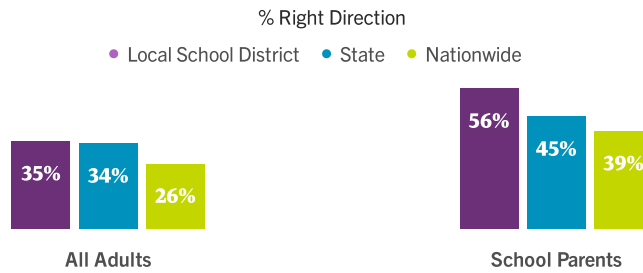 % Right Direction
Local School District State Nationwide
35% 34% 26%
56% 45% 39%
All Adults School Parents